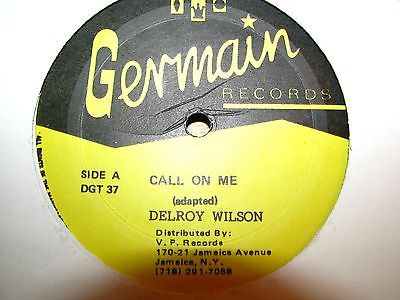 Germain
RECORDS
SIDE A
DGT 37
CALL ON ME
(adapted)
DELROY WILSON
Distributed By:
V. P. Records
170-21 Jamaica Avenue
Jamaica, N.Y.
(718) 291-7058